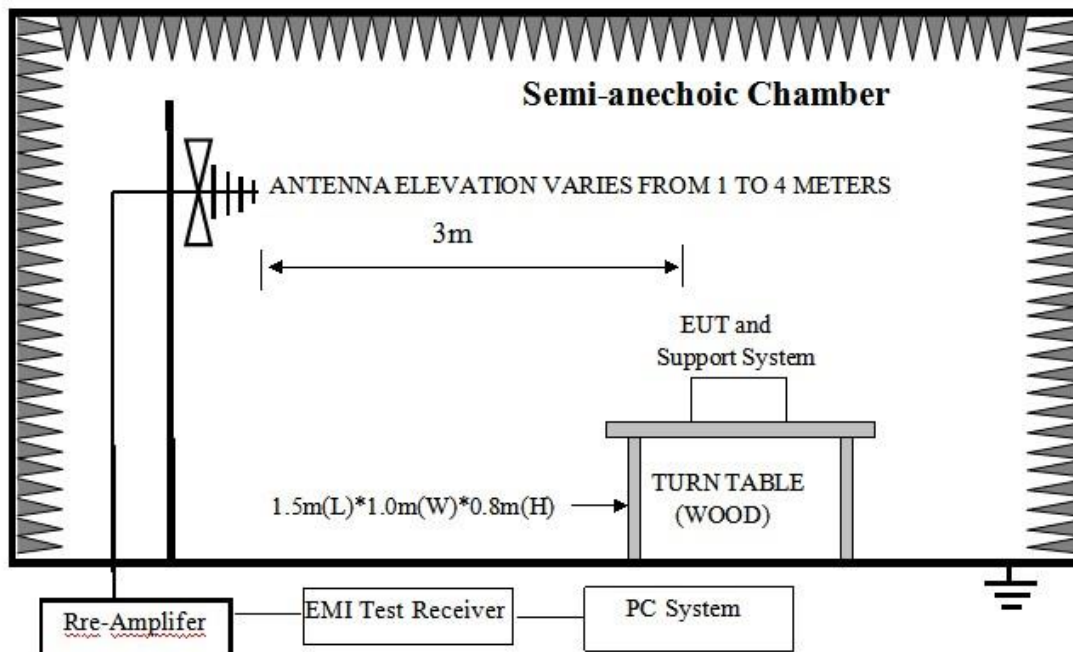 Semi-anechoic Chamber
ANTENNA ELEVATION VARIES FROM 1 TO 4 METERS
3m
EUT and
Support System
1.5m(L)*1.0m(W)*0.8m(H)
TURN TABLE
(WOOD)
Rre-Amplifer
EMI Test Receiver
PC System